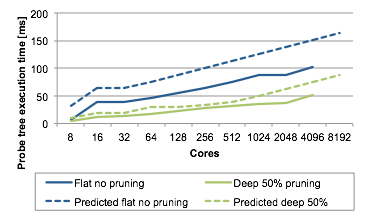 Probe tree execution time [ms]
200
150
100
50
0
8 16 32 64 128 256 512 1024 2048 4096 8192
Cores
Flat no pruning Deep 50% pruning
Predicted flat no pruning Predicted deep 50%